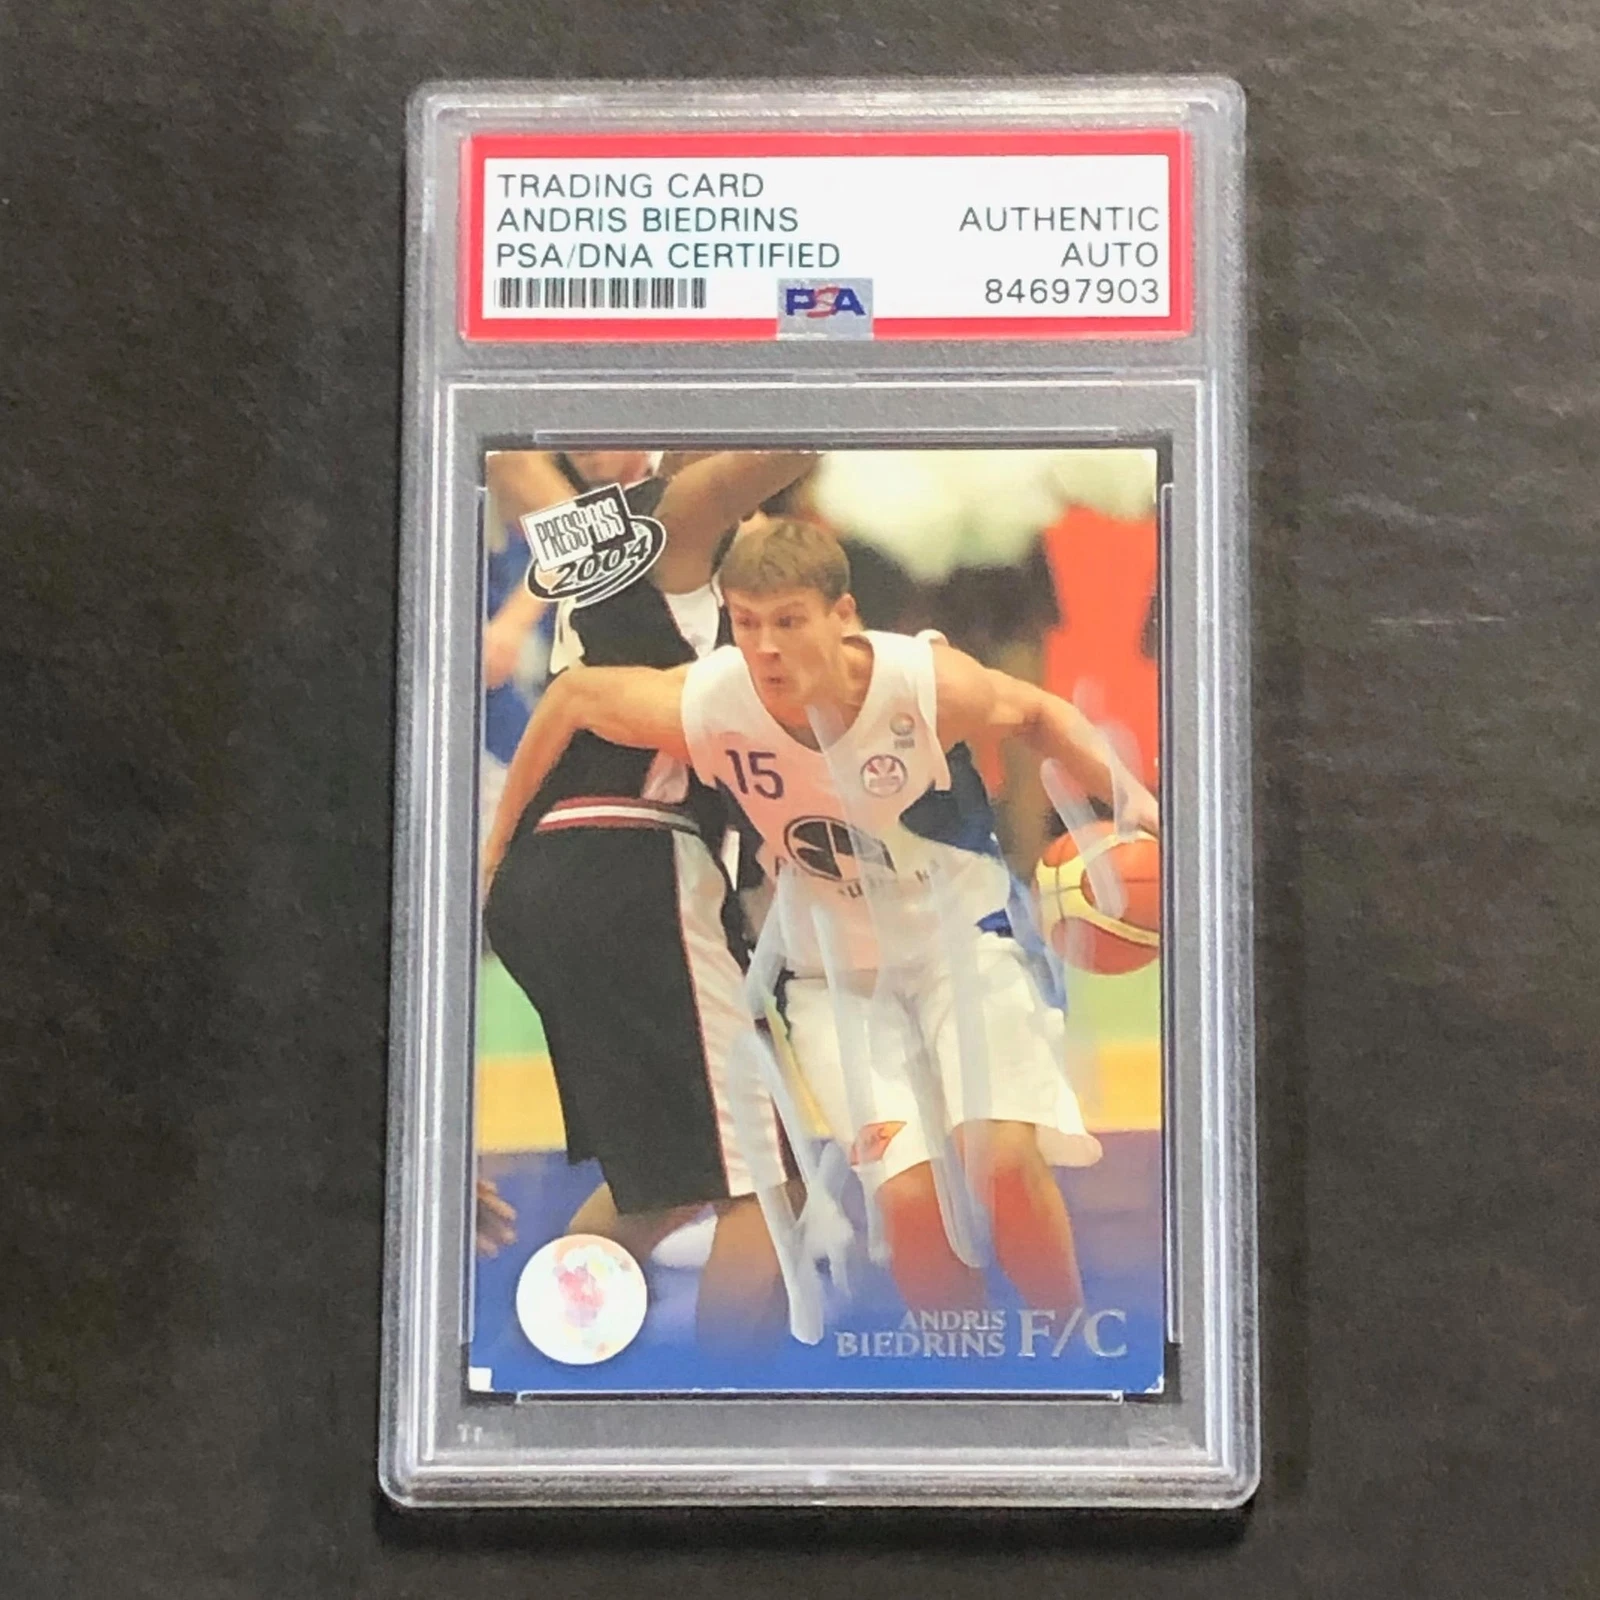 TRADING CARD
ANDRIS BIEDRINS
PSA/DNA CERTIFIED
AUTHENTIC
AUTO
84697903
PSA
PRESS PASS
2004
15
ANDRIS
BIEDRINS F/C